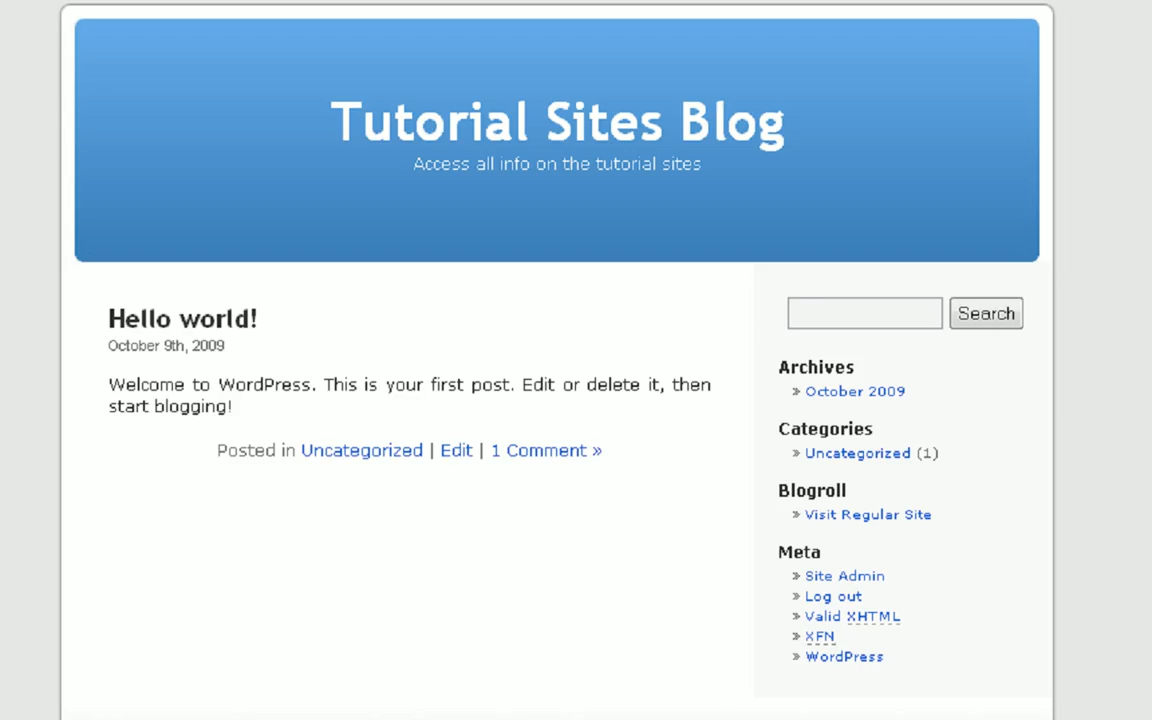 Tutorial Sites Blog
Access all info on the tutorial sites
Hello world!
October 9th, 2009
Welcome to WordPress. This is your first post. Edit or delete it, then
start blogging!
Posted in Uncategorized | Edit | 1 Comment »
Search
Archives
» October 2009
Categories
» Uncategorized (1)
Blogroll
» Visit Regular Site
Meta
» Site Admin
» Log out
» Valid XHTML
» XFN
» WordPress